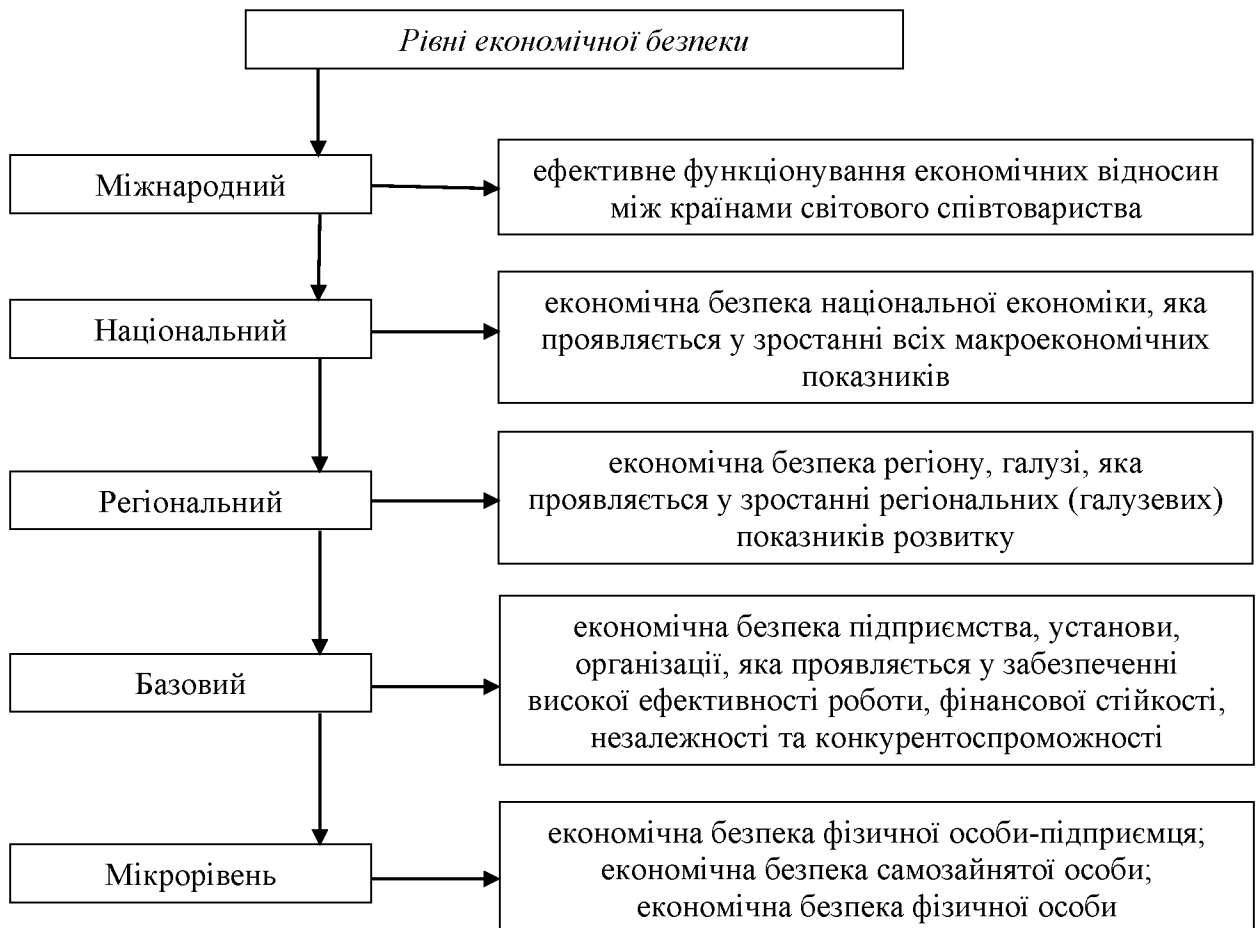 Рівні економічної безпеки
Міжнародний
ефективне функціонування економічних відносин
між країнами світового співтовариства
Національний
економічна безпека національної економіки, яка
проявляється у зростанні всіх макроекономічних
показників
Регіональний
економічна безпека регіону, галузі, яка
проявляється у зростанні регіональних (галузевих)
показників розвитку
Базовий
економічна безпека підприємства, установи,
організації, яка проявляється у забезпеченні
високої ефективності роботи, фінансової стійкості,
незалежності та конкурентоспроможності
Мікрорівень
економічна безпека фізичної особи-підприємця;
економічна безпека самозайнятої особи;
економічна безпека фізичної особи